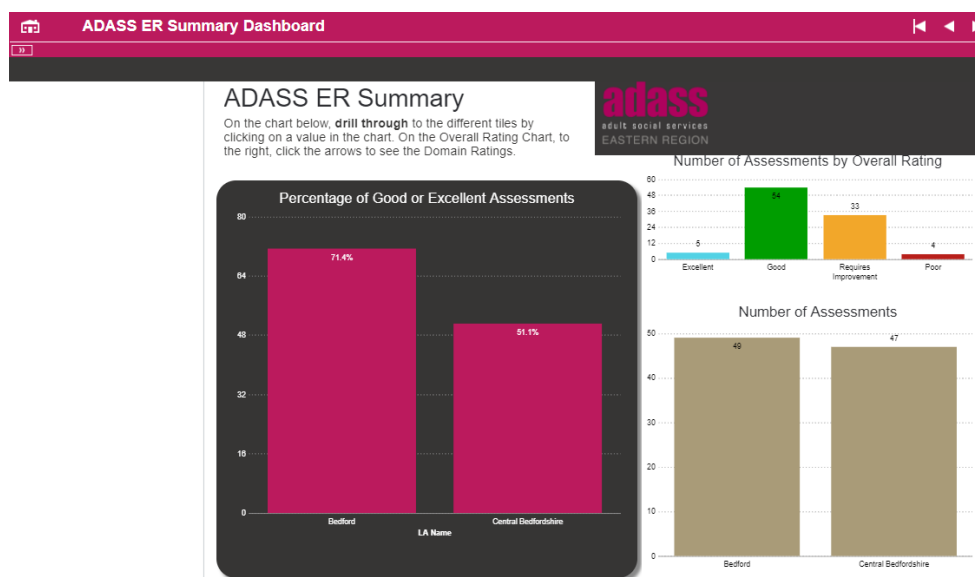 ADASS ER Summary Dashboard
»
ADASS ER Summary
On the chart below, drill through to the different tiles by
clicking on a value in the chart. On the Overall Rating Chart, to
the right, click the arrows to see the Domain Ratings.
adass
adult social services
EASTERN REGION
Percentage of Good or Excellent Assessments
80
64
48
32
16
0
71.4%
51.1%
Bedford
Central Bedfordshire
LA Name
Number of Assessments by Overall Rating
60
48
36
24
12
0
5
54
33
4
Excellent
Good
Requires
Improvement
Poor
Number of Assessments
50
40
30
20
10
0
49
47
Bedford
Central Bedfordshire